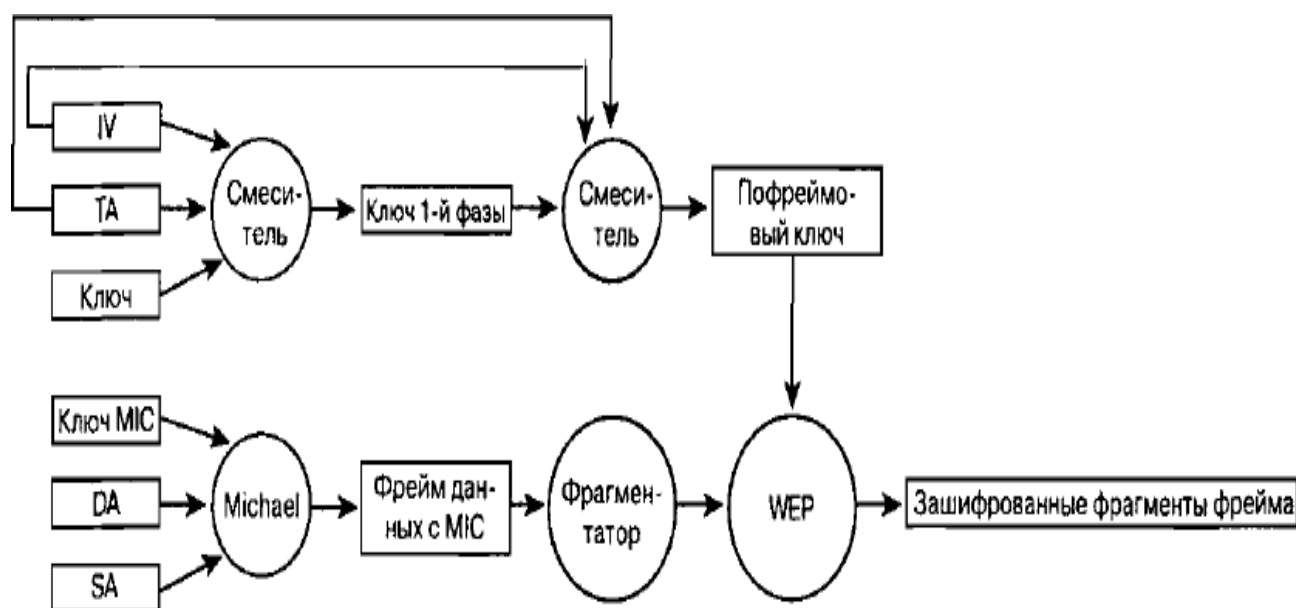 IV
TA
Ключ
Смеси-
тель
Ключ 1-й фазы
Смеси-
тель
Пофреймо-
вый ключ
Ключ MIC
DA
SA
Michael
Фрейм дан-
ных с MIC
Фрагмен-
татор
WEP
Зашифрованные фрагменты фрейма